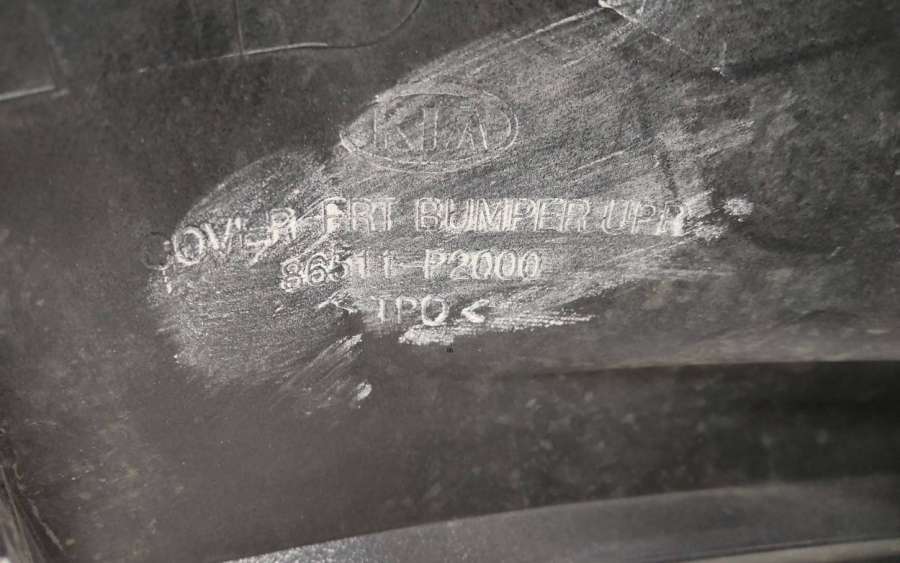 KIA
COVER-FRT BUMPER UPR
86511-P2000
>TPO<